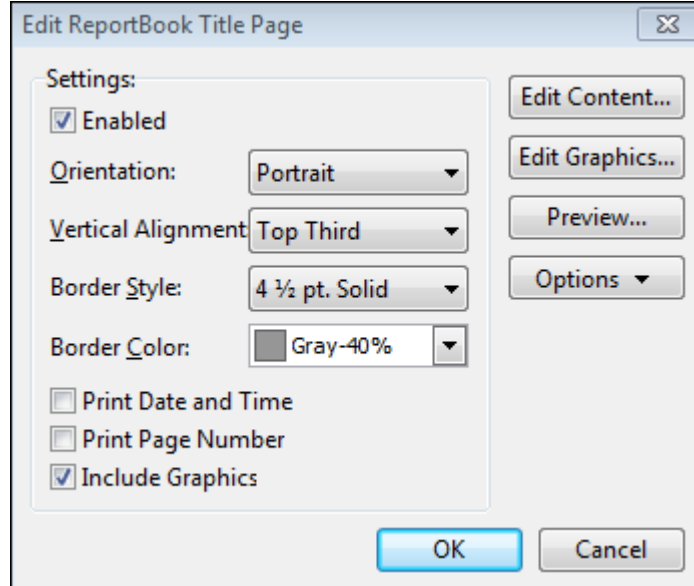 Edit ReportBook Title Page
Settings:
Enabled
Orientation: Portrait
Vertical Alignment Top Third
Border Style: 4 ½ pt. Solid
Border Color: Gray-40%
Print Date and Time
Print Page Number
Include Graphics
Edit Content...
Edit Graphics...
Preview...
Options
OK Cancel